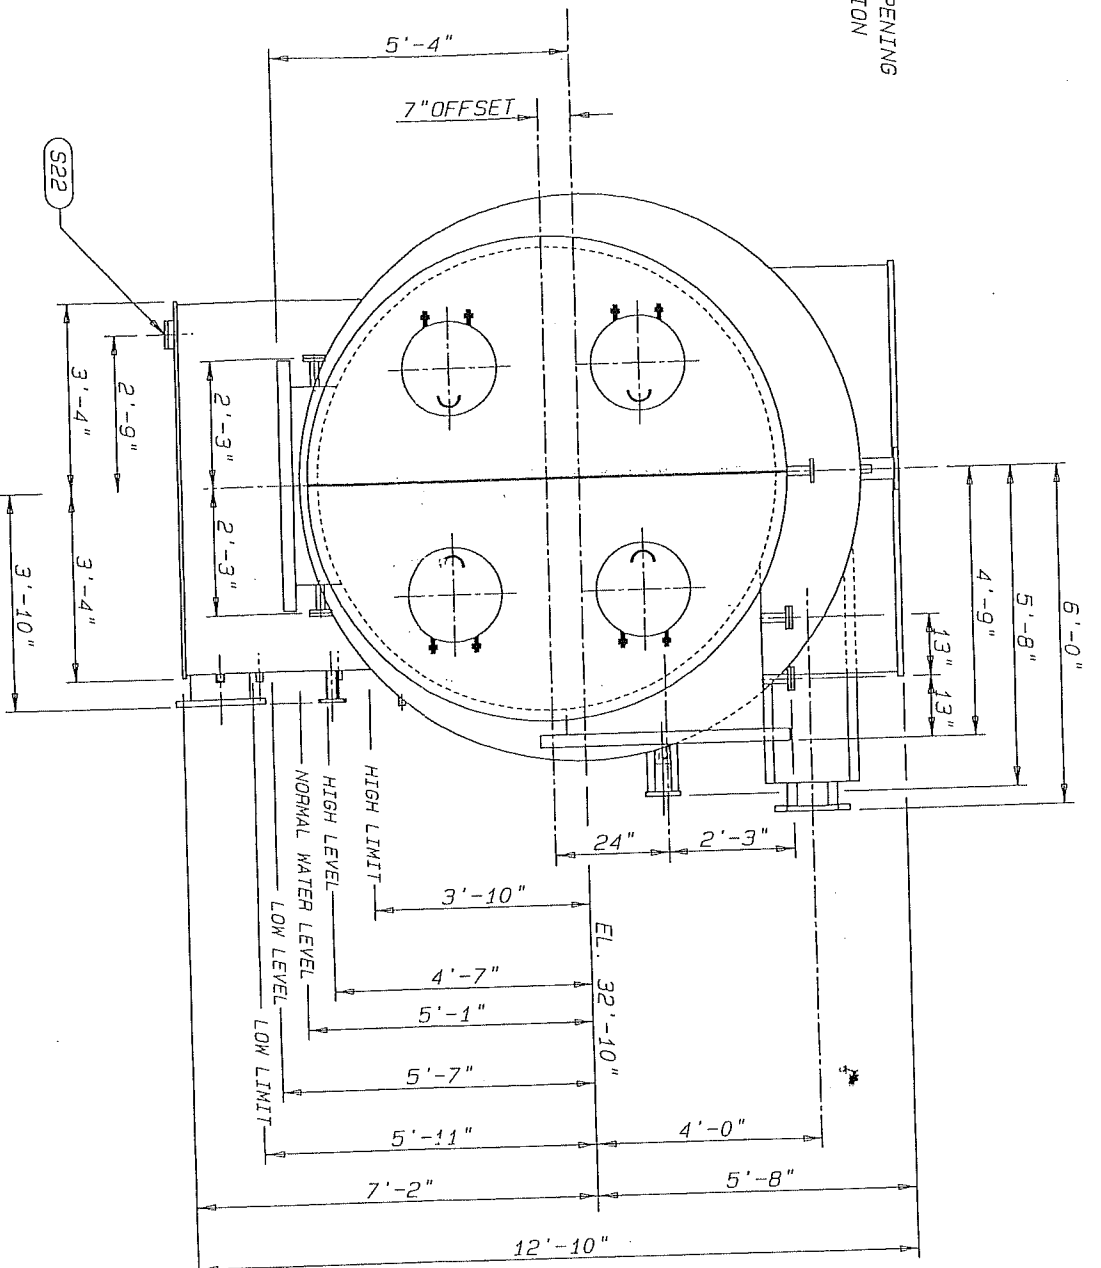 PENING
ION
5'-4"
7"OFFSET
S22
3'-4"
2'-9"
2'-3"
2'-3"
3'-4"
3'-10"
6'-0"
5'-8"
4'-9"
13"
13"
24"
2'-3"
HIGH LIMIT
HIGH LEVEL
NORMAL WATER LEVEL
LOW LEVEL
LOW LIMIT
3'-10"
EL. 32'-10"
4'-7"
5'-1"
5'-7"
5'-11"
4'-0"
7'-2"
5'-8"
12'-10"